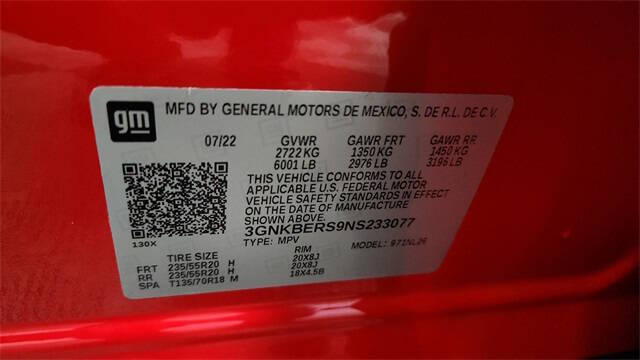 gm
MFD BY GENERAL MOTORS DE MEXICO, S. DE R.L. DE C.V.
07/22 GVWR GAWR FRT GAWR RR
2722 KG 1350 KG 1450 KG
6001 LB 2976 LB 3196 LB
THIS VEHICLE CONFORMS TO ALL
APPLICABLE U.S. FEDERAL MOTOR
VEHICLE SAFETY STANDARDS IN EFFECT
ON THE DATE OF MANUFACTURE
SHOWN ABOVE.
3GNKBERS9NS233077
130X
TYPE: MPV MODEL: 971NL26
TIRE SIZE RIM
FRT 235/55R20 H 20X8J
RR 235/55R20 H 20X8J
SPA T135/70R18 M 18X4.5B